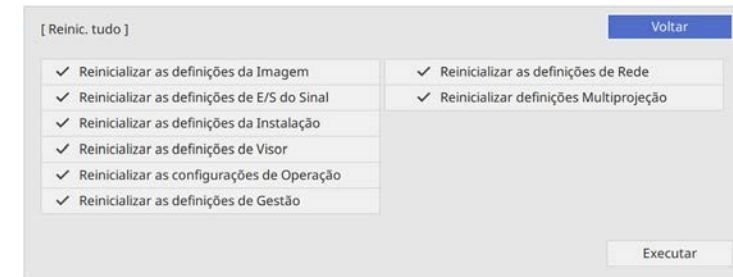 [ Reinic. tudo ]
Voltar
Reinicializar as definições da Imagem
Reinicializar as definições de E/S do Sinal
Reinicializar as definições da Instalação
Reinicializar as definições de Visor
Reinicializar as configurações de Operação
Reinicializar as definições de Gestão
Reinicializar as definições de Rede
Reinicializar definições Multiprojeção
Executar